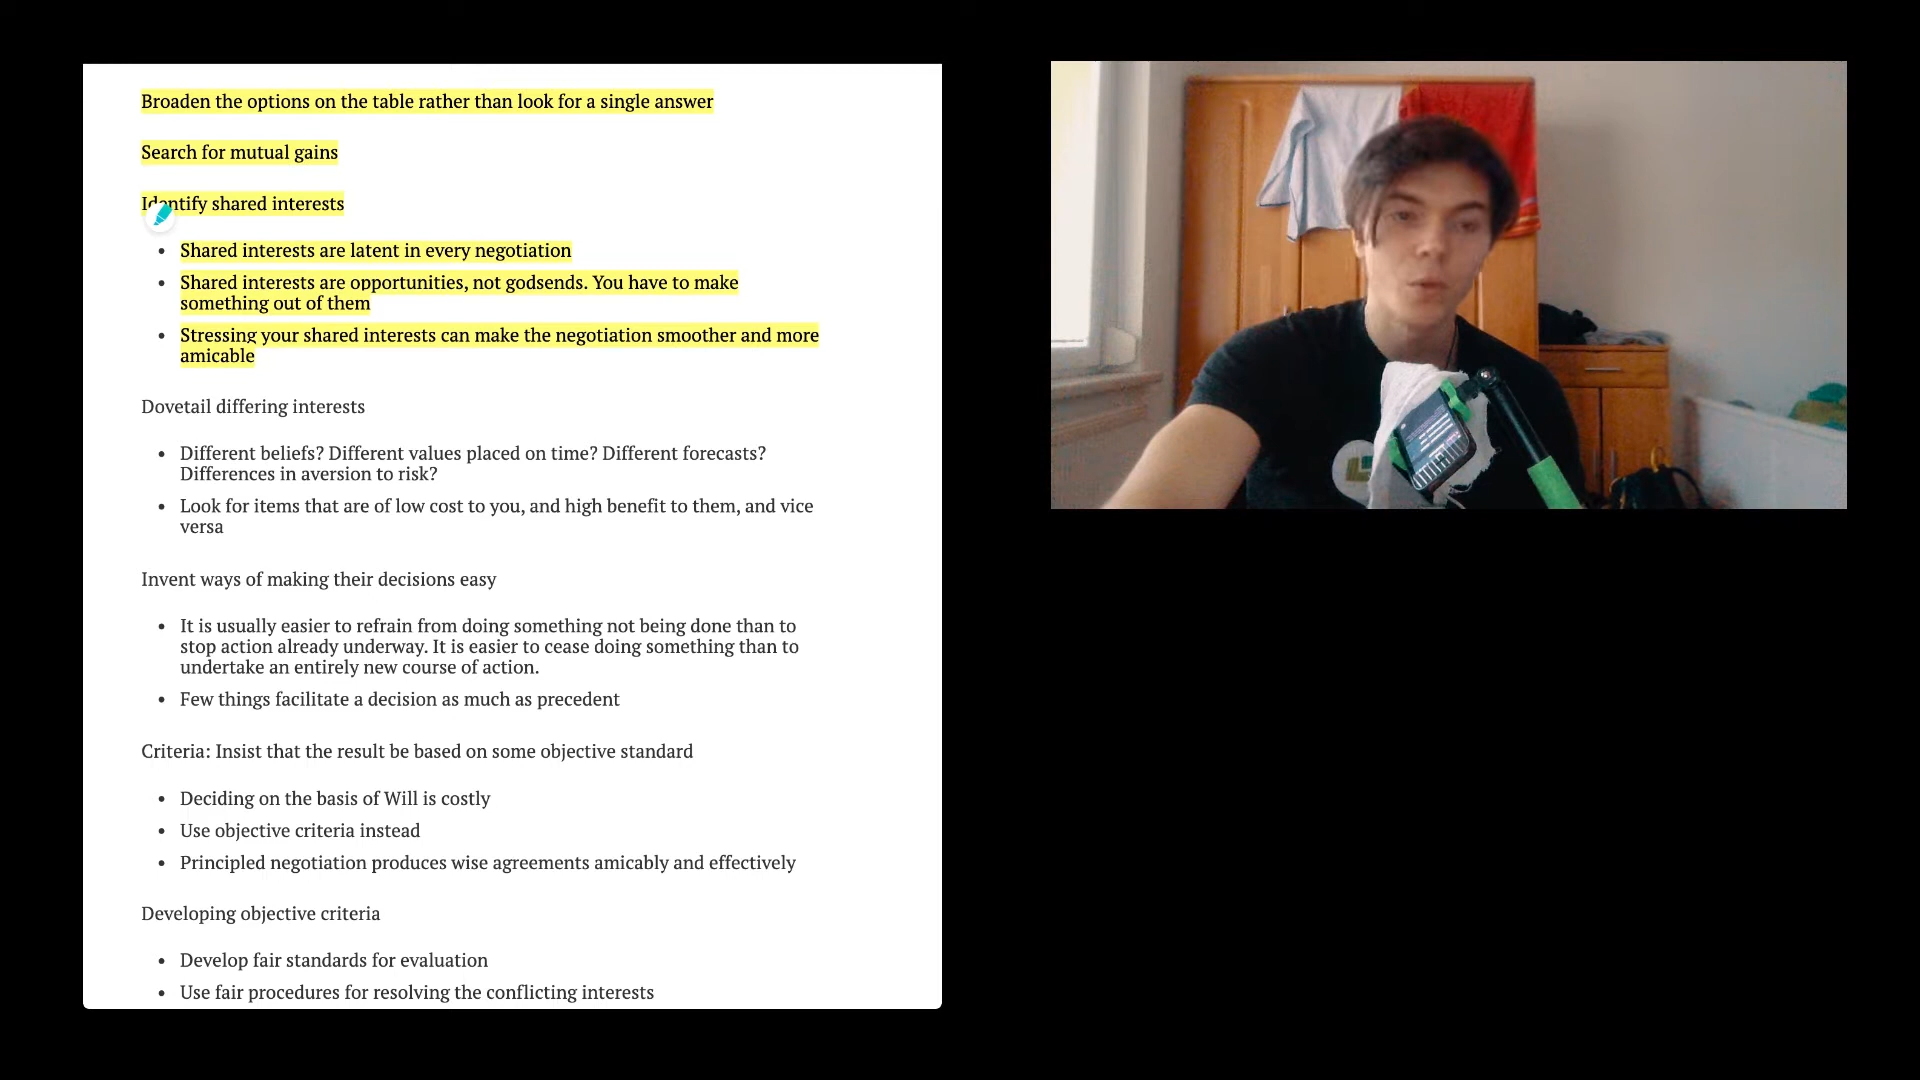 Broaden the options on the table rather than look for a single answer
Search for mutual gains
Identify shared interests
• Shared interests are latent in every negotiation
• Shared interests are opportunities, not godsends. You have to make
something out of them
• Stressing your shared interests can make the negotiation smoother and more
amicable
Dovetail differing interests
• Different beliefs? Different values placed on time? Different forecasts?
Differences in aversion to risk?
• Look for items that are of low cost to you, and high benefit to them, and vice
versa
Invent ways of making their decisions easy
• It is usually easier to refrain from doing something not being done than to
stop action already underway. It is easier to cease doing something than to
undertake an entirely new course of action.
• Few things facilitate a decision as much as precedent
Criteria: Insist that the result be based on some objective standard
• Deciding on the basis of Will is costly
• Use objective criteria instead
• Principled negotiation produces wise agreements amicably and effectively
Developing objective criteria
• Develop fair standards for evaluation
• Use fair procedures for resolving the conflicting interests